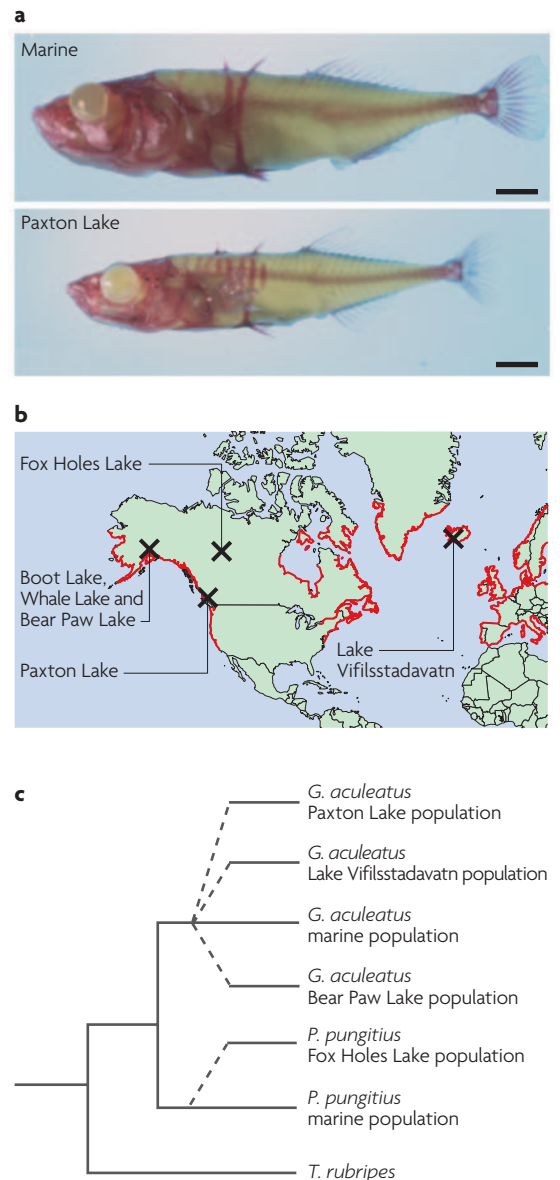 a
Marine
Paxton Lake
b
Fox Holes Lake
Boot Lake,
Whale Lake and
Bear Paw Lake
Paxton Lake
Lake
Vifilsstadavatn
c
G. aculeatus
Paxton Lake population
G. aculeatus
Lake Vifilsstadavatn population
G. aculeatus
marine population
G. aculeatus
Bear Paw Lake population
P. pungitius
Fox Holes Lake population
P. pungitius
marine population
T. rubripes